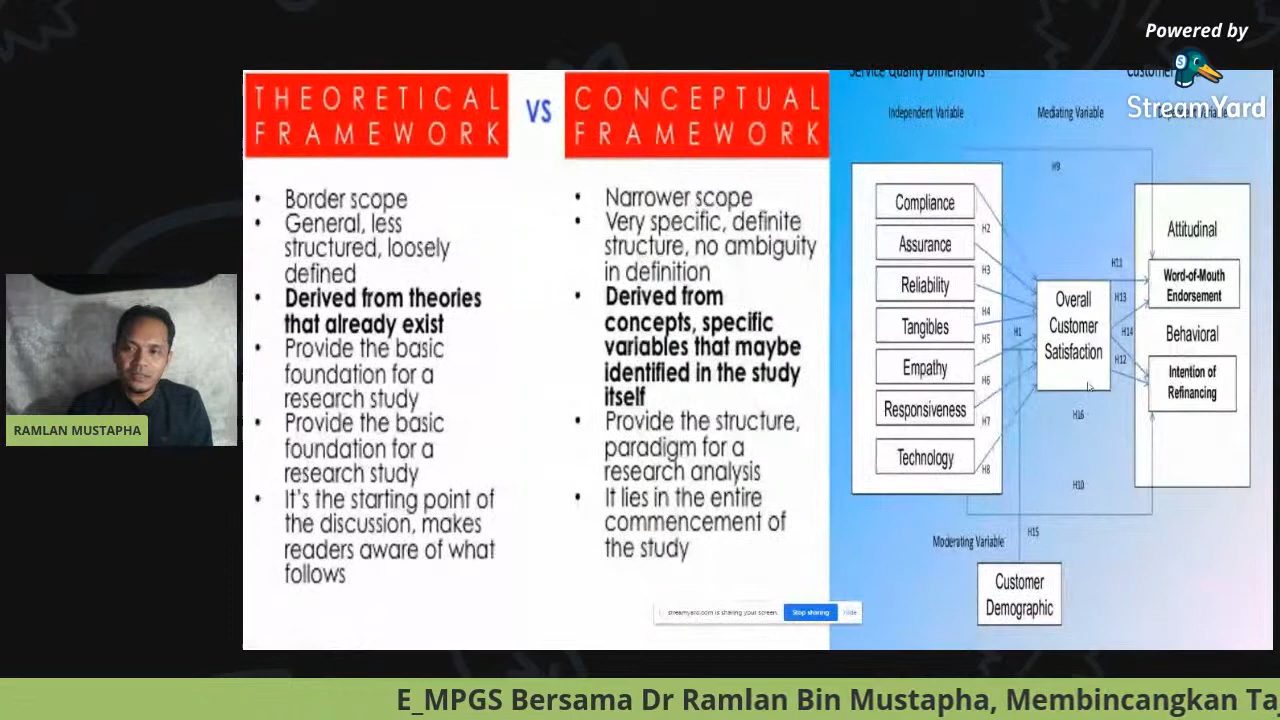 Powered by
StreamYard
THEORETICAL
FRAMEWORK
VS
CONCEPTUAL
FRAMEWORK
• Border scope
• General, less
structured, loosely
defined
• Derived from theories
that already exist
• Provide the basic
foundation for a
research study
• Provide the basic
foundation for a
research study
• It's the starting point of
the discussion, makes
readers aware of what
follows
• Narrower scope
• Very specific, definite
structure, no ambiguity
in definition
• Derived from
concepts, specific
variables that maybe
identified in the study
itself
• Provide the structure,
paradigm for a
research analysis
• It lies in the entire
commencement of
the study
Service Quality Dimensions
Customer
Independent Variable
Mediating Variable
H9
Compliance
Assurance
Reliability
Tangibles
Empathy
Responsiveness
Technology
H2
H3
H4
H5
H6
H7
H8
H1
Overall
Customer
Satisfaction
H11
H13
H14
H12
H16
H10
H15
Attitudinal
Word-of-Mouth
Endorsement
Behavioral
Intention of
Refinancing
Moderating Variable
Customer
Demographic
streamyard.com is sharing your screen.
Stop sharing
Hide
RAMLAN MUSTAPHA
E_MPGS Bersama Dr Ramlan Bin Mustapha, Membincangkan Ta